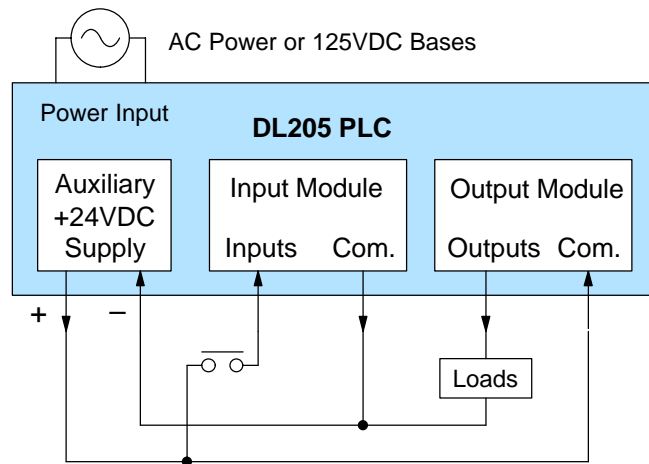 AC Power or 125VDC Bases
Power Input
DL205 PLC
Auxiliary
+24VDC
Supply
Input Module
Inputs Com.
Output Module
Outputs Com.
+ –
Loads